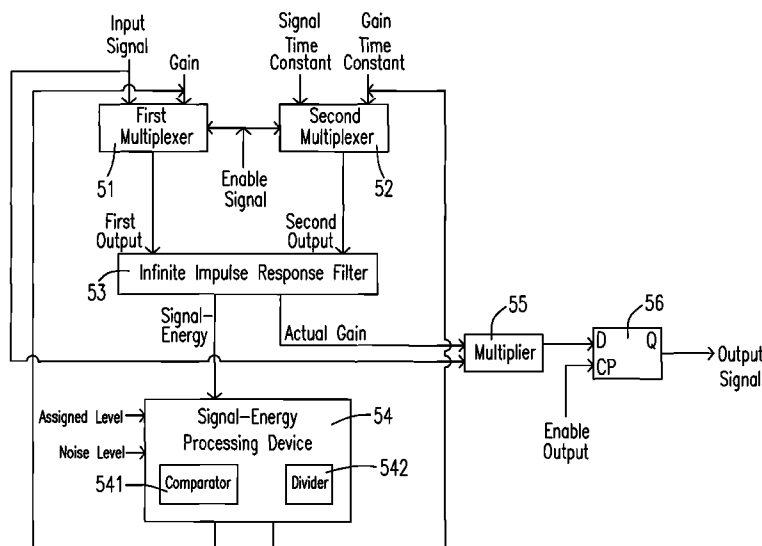 Input
Signal
Gain
Signal
Time
Constant
Gain
Time
Constant
First
Multiplexer
Second
Multiplexer
51
52
Enable
Signal
First
Output
Second
Output
Infinite Impulse Response Filter
53
Signal-
Energy
Actual Gain
55
Multiplier
56
D Q
CP
Output
Signal
Enable
Output
Assigned Level
Noise Level
Signal-Energy
Processing Device
54
541
Comparator
Divider
542